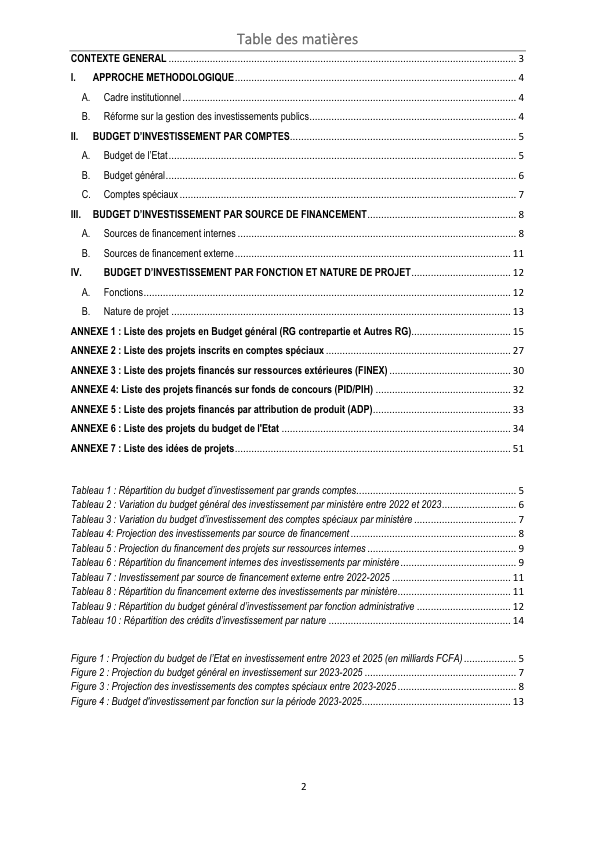 Table des matières
CONTEXTE GENERAL ........ 3
I. APPROCHE METHODOLOGIQUE ........ 4
A. Cadre institutionnel ........ 4
B. Réforme sur la gestion des investissements publics ........ 4
II. BUDGET D’INVESTISSEMENT PAR COMPTES ........ 5
A. Budget de l’Etat ........ 5
B. Budget général ........ 6
C. Comptes spéciaux ........ 7
III. BUDGET D’INVESTISSEMENT PAR SOURCE DE FINANCEMENT ........ 8
A. Sources de financement internes ........ 8
B. Sources de financement externe ........ 11
IV. BUDGET D’INVESTISSEMENT PAR FONCTION ET NATURE DE PROJET ........ 12
A. Fonctions ........ 12
B. Nature de projet ........ 13
ANNEXE 1 : Liste des projets en Budget général (RG contrepartie et Autres RG) ........ 15
ANNEXE 2 : Liste des projets inscrits en comptes spéciaux ........ 27
ANNEXE 3 : Liste des projets financés sur ressources extérieures (FINEX) ........ 30
ANNEXE 4: Liste des projets financés sur fonds de concours (PID/PIH) ........ 32
ANNEXE 5 : Liste des projets financés par attribution de produit (ADP) ........ 33
ANNEXE 6 : Liste des projets du budget de l'Etat ........ 34
ANNEXE 7 : Liste des idées de projets ........ 51
Tableau 1 : Répartition du budget d’investissement par grands comptes ........ 5
Tableau 2 : Variation du budget général des investissement par ministère entre 2022 et 2023 ........ 6
Tableau 3 : Variation du budget d’investissement des comptes spéciaux par ministère ........ 7
Tableau 4: Projection des investissements par source de financement ........ 8
Tableau 5 : Projection du financement des projets sur ressources internes ........ 9
Tableau 6 : Répartition du financement internes des investissements par ministère ........ 9
Tableau 7 : Investissement par source de financement externe entre 2022-2025 ........ 11
Tableau 8 : Répartition du financement externe des investissements par ministère ........ 11
Tableau 9 : Répartition du budget général d’investissement par fonction administrative ........ 12
Tableau 10 : Répartition des crédits d’investissement par nature ........ 14
Figure 1 : Projection du budget de l’Etat en investissement entre 2023 et 2025 (en milliards FCFA) ........ 5
Figure 2 : Projection du budget général en investissement sur 2023-2025 ........ 7
Figure 3 : Projection des investissements des comptes spéciaux entre 2023-2025 ........ 8
Figure 4 : Budget d’investissement par fonction sur la période 2023-2025 ........ 13
2